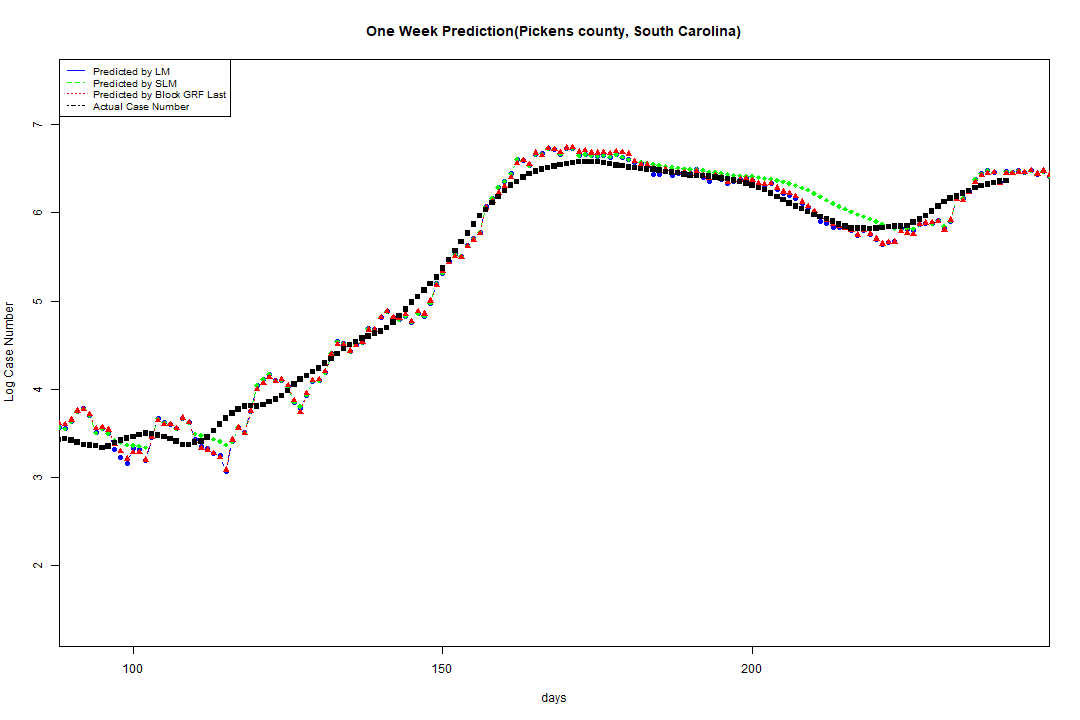 One Week Prediction(Pickens county, South Carolina)
Predicted by LM
Predicted by SLM
Predicted by Block GRF Last
Actual Case Number
7
6
5
4
3
2
Log Case Number
100 150 200
days